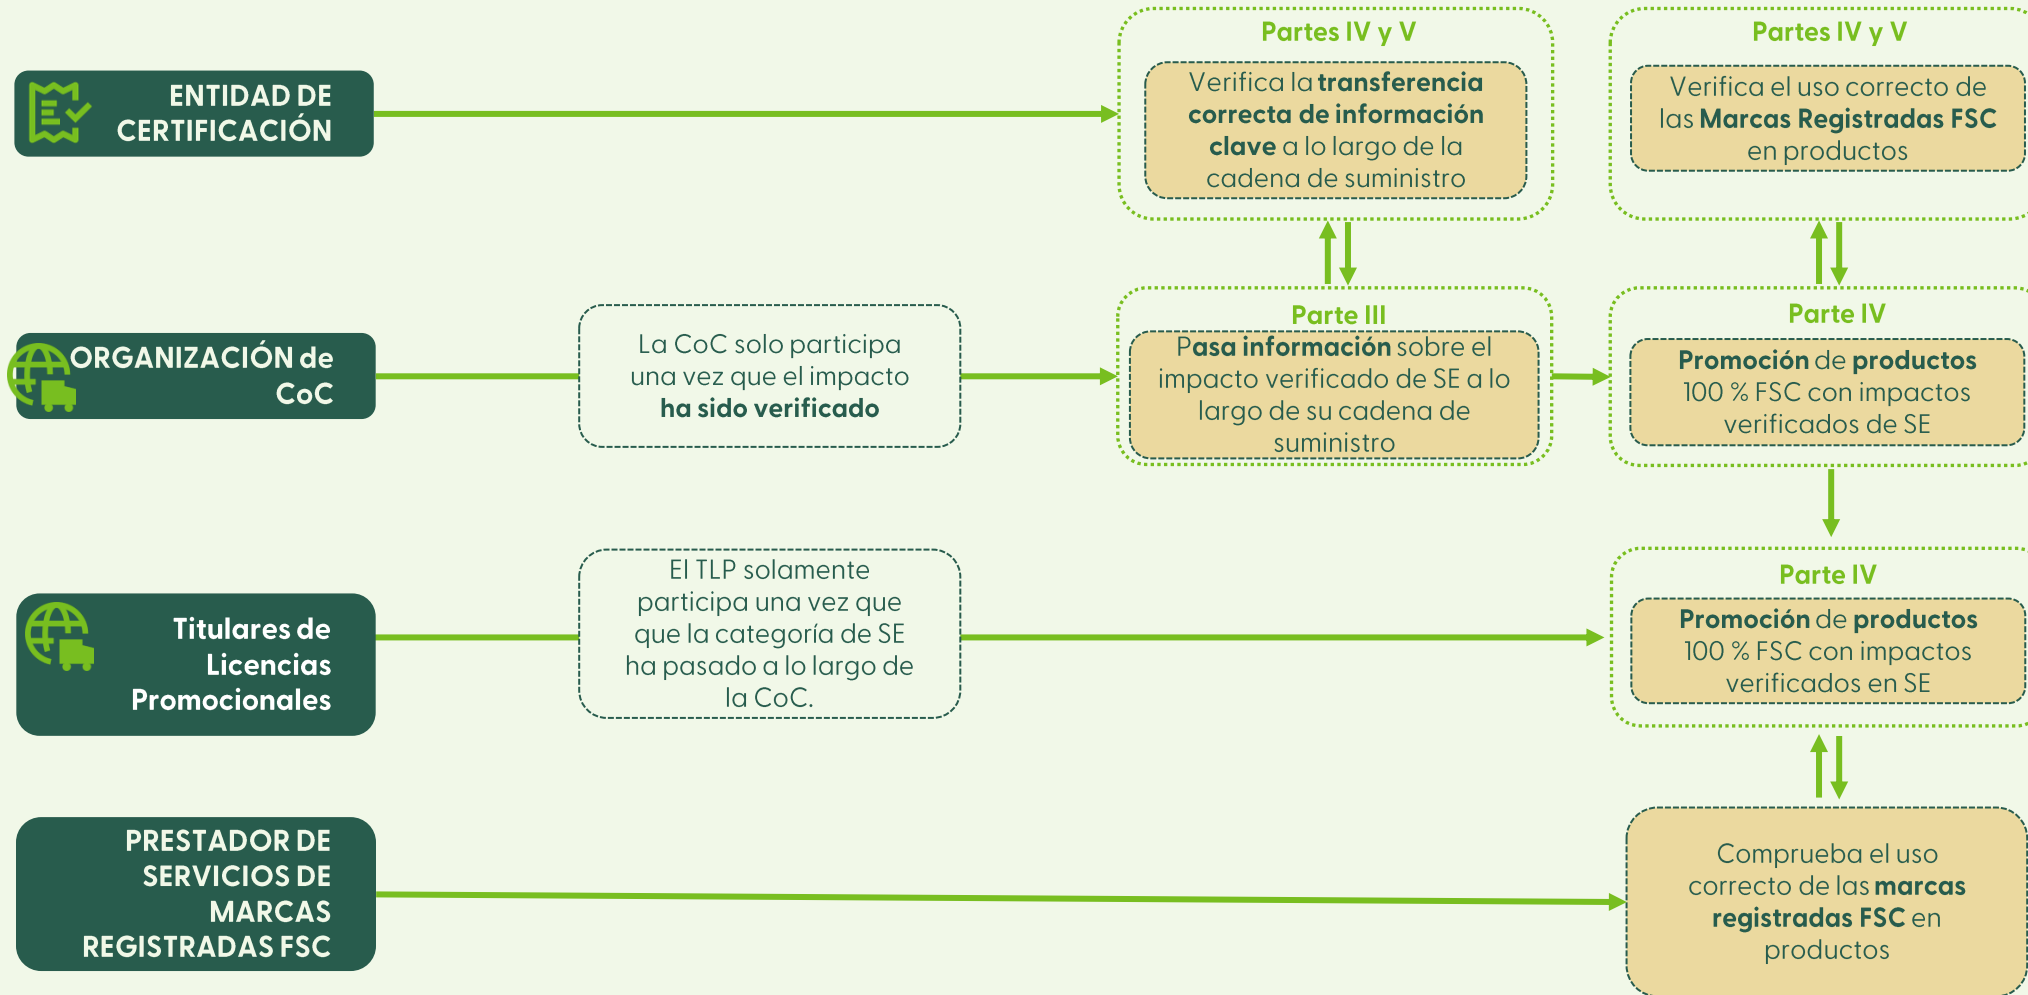 Partes IV y V
Partes IV y V
ENTIDAD DE
CERTIFICACIÓN
Verifica la transferencia
correcta de información
clave a lo largo de la
cadena de suministro
Verifica el uso correcto de
las Marcas Registradas FSC
en productos
ORGANIZACIÓN de
CoC
La CoC solo participa
una vez que el impacto
ha sido verificado
Parte III
Pasa información sobre el
impacto verificado de SE a lo
largo de su cadena de
suministro
Parte IV
Promoción de productos
100 % FSC con impactos
verificados de SE
Titulares de
Licencias
Promocionales
El TLP solamente
participa una vez que
que la categoría de SE
ha pasado a lo largo de
la CoC.
Parte IV
Promoción de productos
100 % FSC con impactos
verificados en SE
PRESTADOR DE
SERVICIOS DE
MARCAS
REGISTRADAS FSC
Comprueba el uso
correcto de las marcas
registradas FSC en
productos